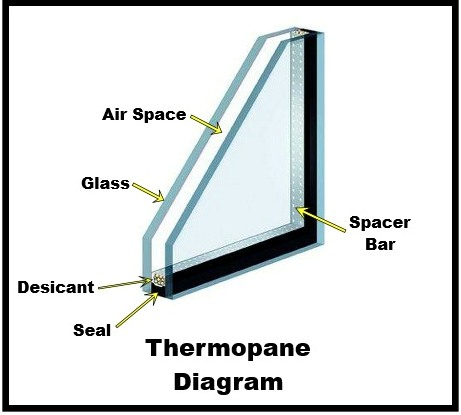 Air Space
Glass
Spacer
Bar
Desicant
Seal
Thermopane
Diagram